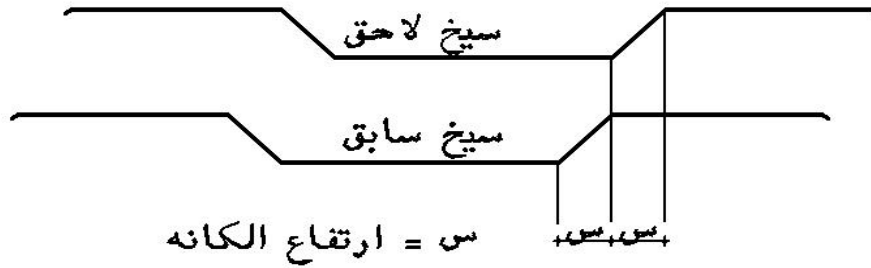 سيخ لاحق
سيخ سابق
س س
س = ارتفاع الكانه